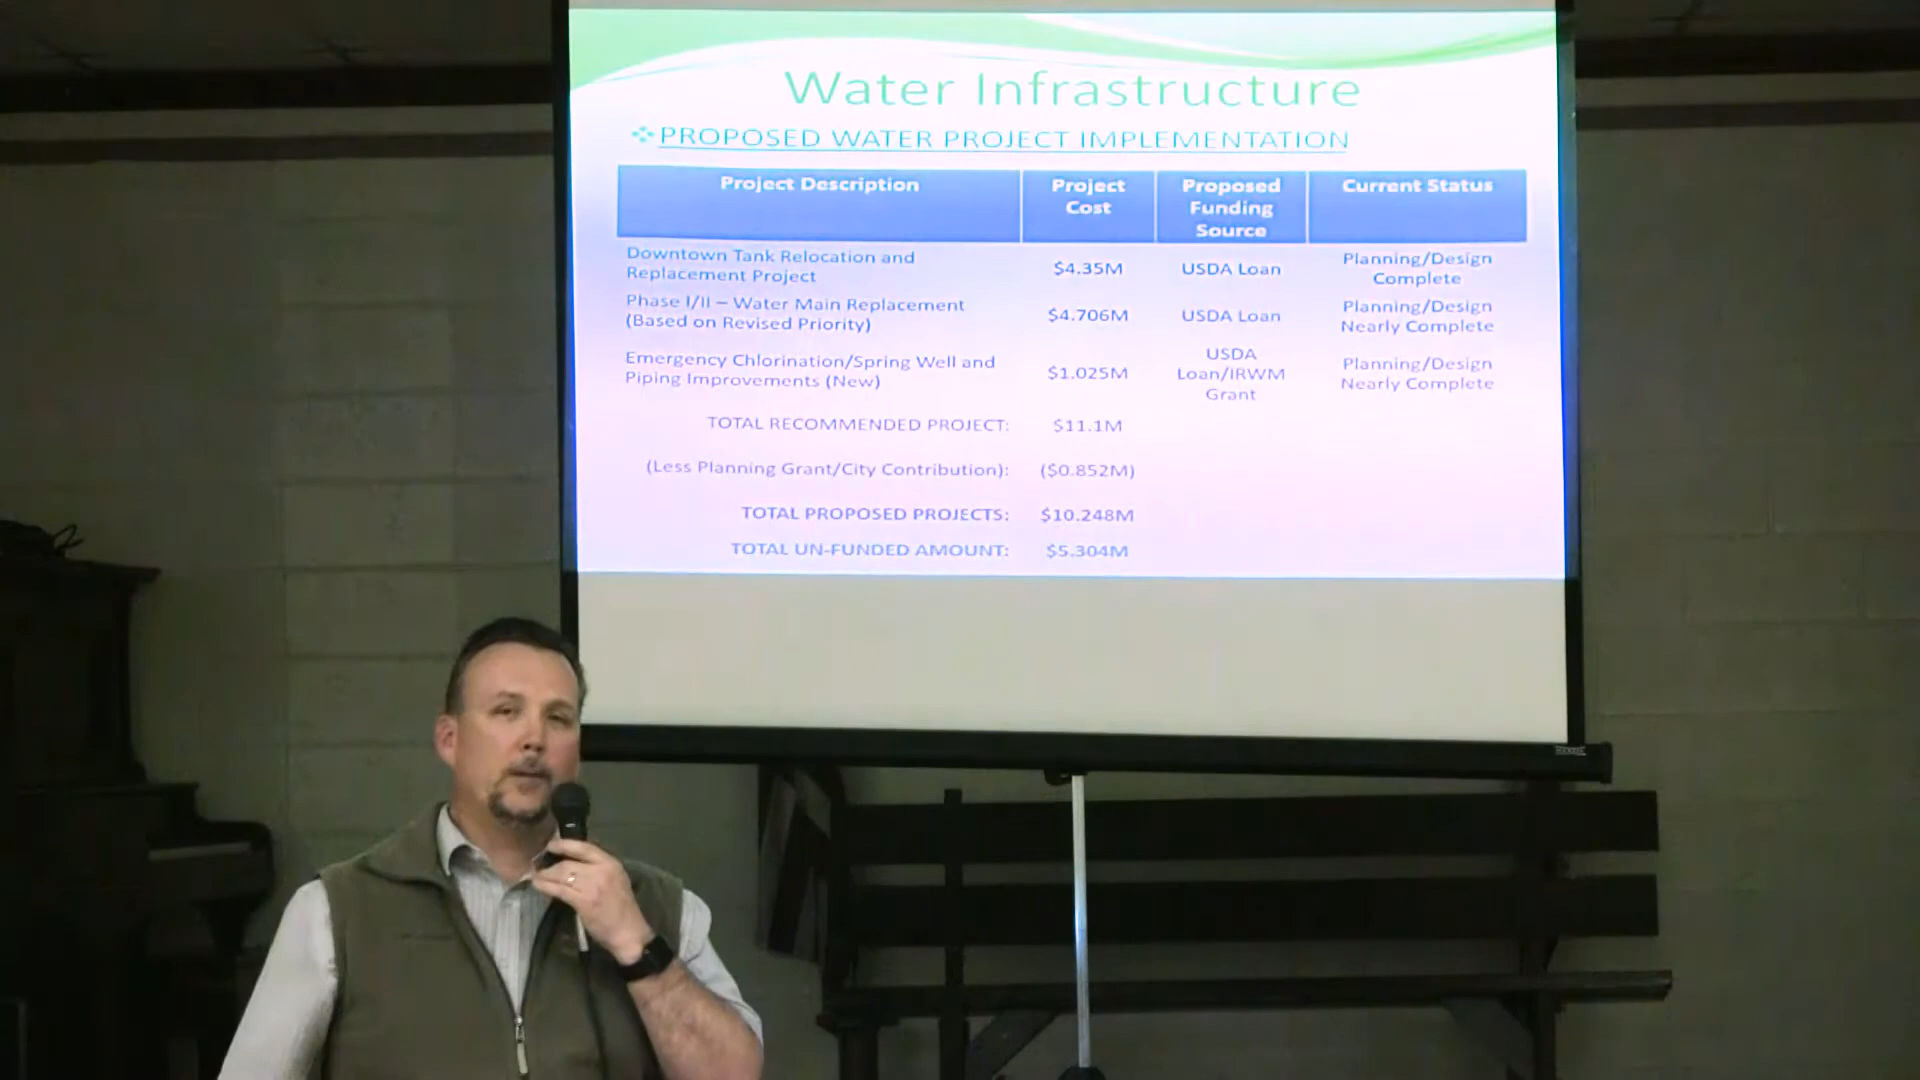 Water Infrastructure
PROPOSED WATER PROJECT IMPLEMENTATION
Project Description
Project
Cost
Proposed
Funding
Source
Current Status
Downtown Tank Relocation and
Replacement Project
$4.35M
USDA Loan
Planning/Design
Complete
Phase I/II – Water Main Replacement
(Based on Revised Priority)
$4.706M
USDA Loan
Planning/Design
Nearly Complete
Emergency Chlorination/Spring Well and
Piping Improvements (New)
$1.025M
USDA
Loan/IRWM
Grant
Planning/Design
Nearly Complete
TOTAL RECOMMENDED PROJECT:
$11.1M
(Less Planning Grant/City Contribution):
($0.852M)
TOTAL PROPOSED PROJECTS:
$10.248M
TOTAL UN-FUNDED AMOUNT:
$5.304M